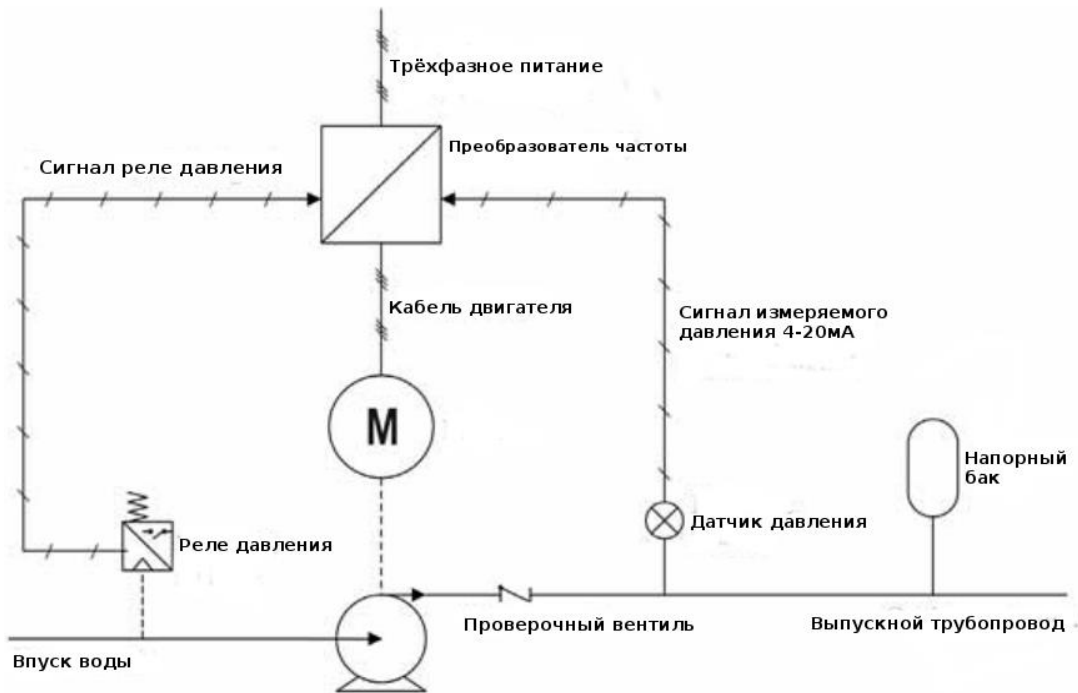 Трёхфазное питание
Преобразователь частоты
Сигнал реле давления
Кабель двигателя
Сигнал измеряемого
давления 4-20мА
М
Напорный
бак
Датчик давления
Реле давления
Проверочный вентиль
Выпускной трубопровод
Впуск воды